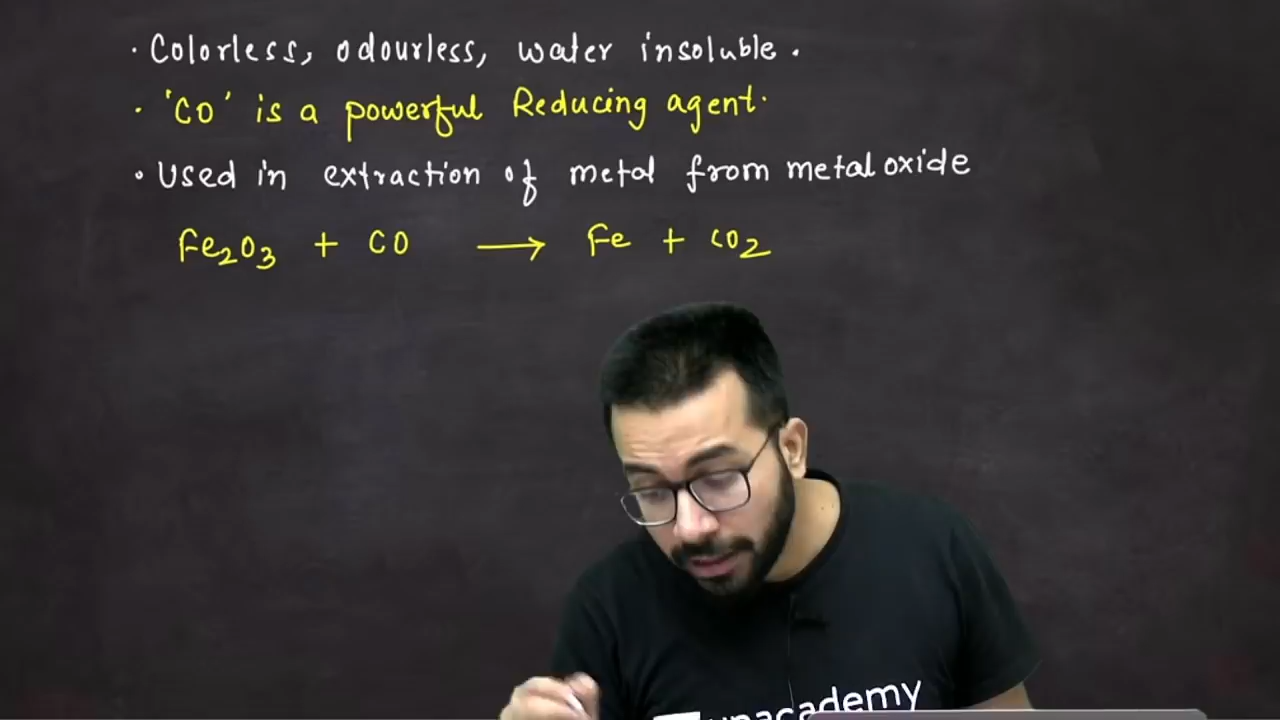 · Colorless, odourless, water insoluble.
· 'CO' is a powerful Reducing agent.
· Used in extraction of metal from metal oxide
Fe₂O₃ + CO ⟶ Fe + CO₂
unacademy